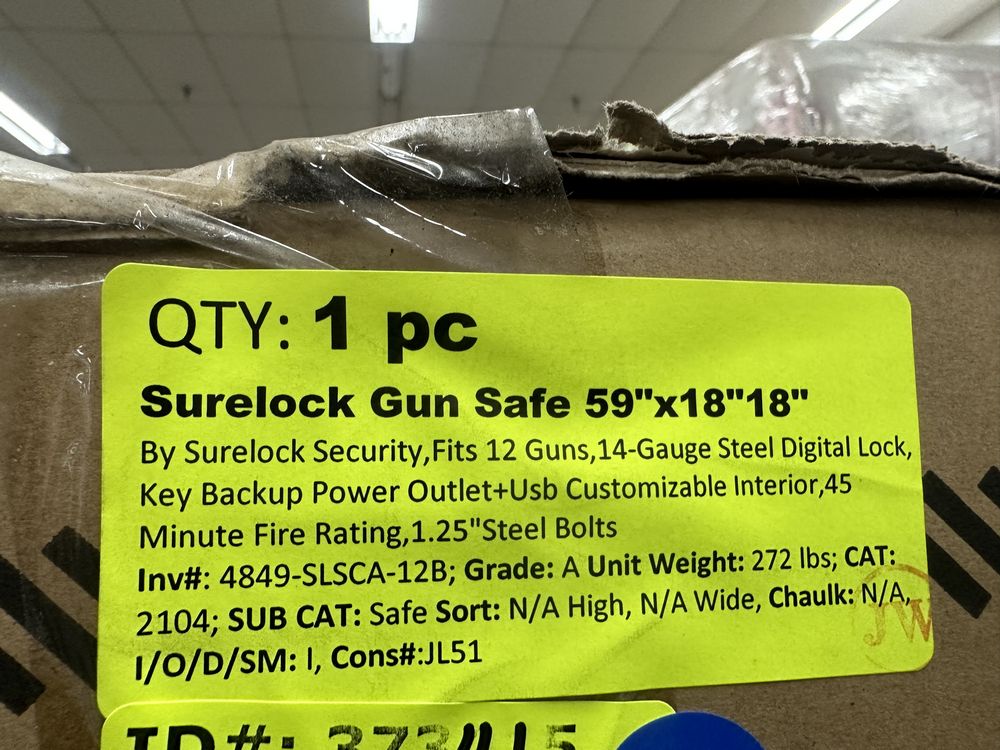 QTY: 1 pc
Surelock Gun Safe 59"x18"18"
By Surelock Security,Fits 12 Guns,14-Gauge Steel Digital Lock,
Key Backup Power Outlet+Usb Customizable Interior,45
Minute Fire Rating,1.25"Steel Bolts
Inv#: 4849-SLSCA-12B; Grade: A Unit Weight: 272 lbs; CAT:
2104; SUB CAT: Safe Sort: N/A High, N/A Wide, Chaulk: N/A,
I/O/D/SM: I, Cons#:JL51
JW
ID#: